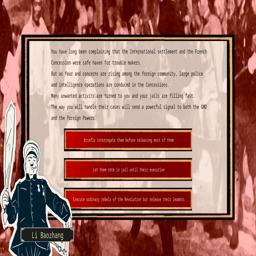 You have long been complaining that the International settlement and the French
Concession were safe haven for trouble makers.
But as fear and concerns are rising among the foreign community, large police
and intelligence operations are conducted in the Concessions.
Many unwanted activists are turned to you and your jails are filling fast.
The way you will handle their cases will send a powerful signal to both the GMD
and the Foreign Powers.
Briefly interrogate them before releasing most of them
Let them rote in jail until their execution
Execute ordinary rebels of the Revolution but release their leaders
Li Baozhang